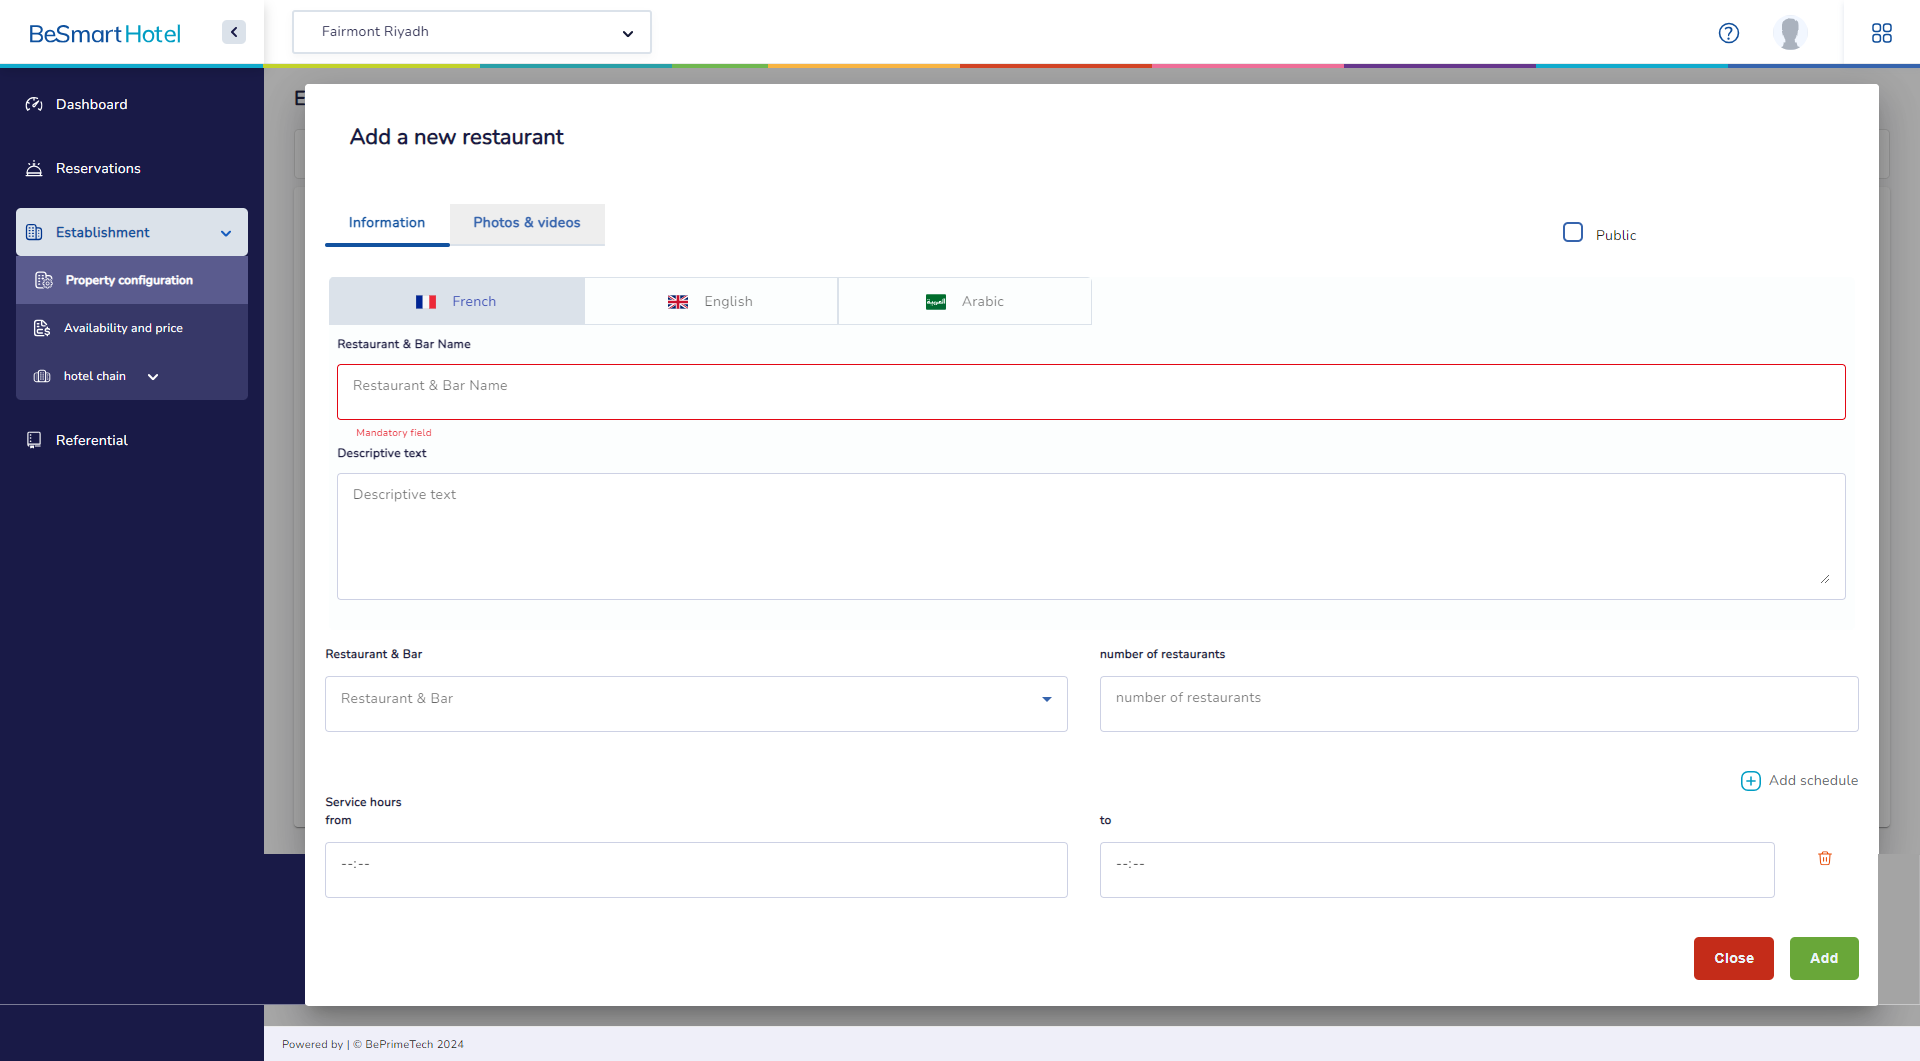 BeSmart Hotel
Fairmont Riyadh
Dashboard
Reservations
Establishment
Property configuration
Availability and price
hotel chain
Referential
E
Add a new restaurant
Information
Photos & videos
Public
French
English
العربية
Arabic
Restaurant & Bar Name
Restaurant & Bar Name
Mandatory field
Descriptive text
Descriptive text
Restaurant & Bar
number of restaurants
Restaurant & Bar
number of restaurants
Add schedule
Service hours
from
to
--:--
--:--
Close
Add
Powered by | © BePrimeTech 2024